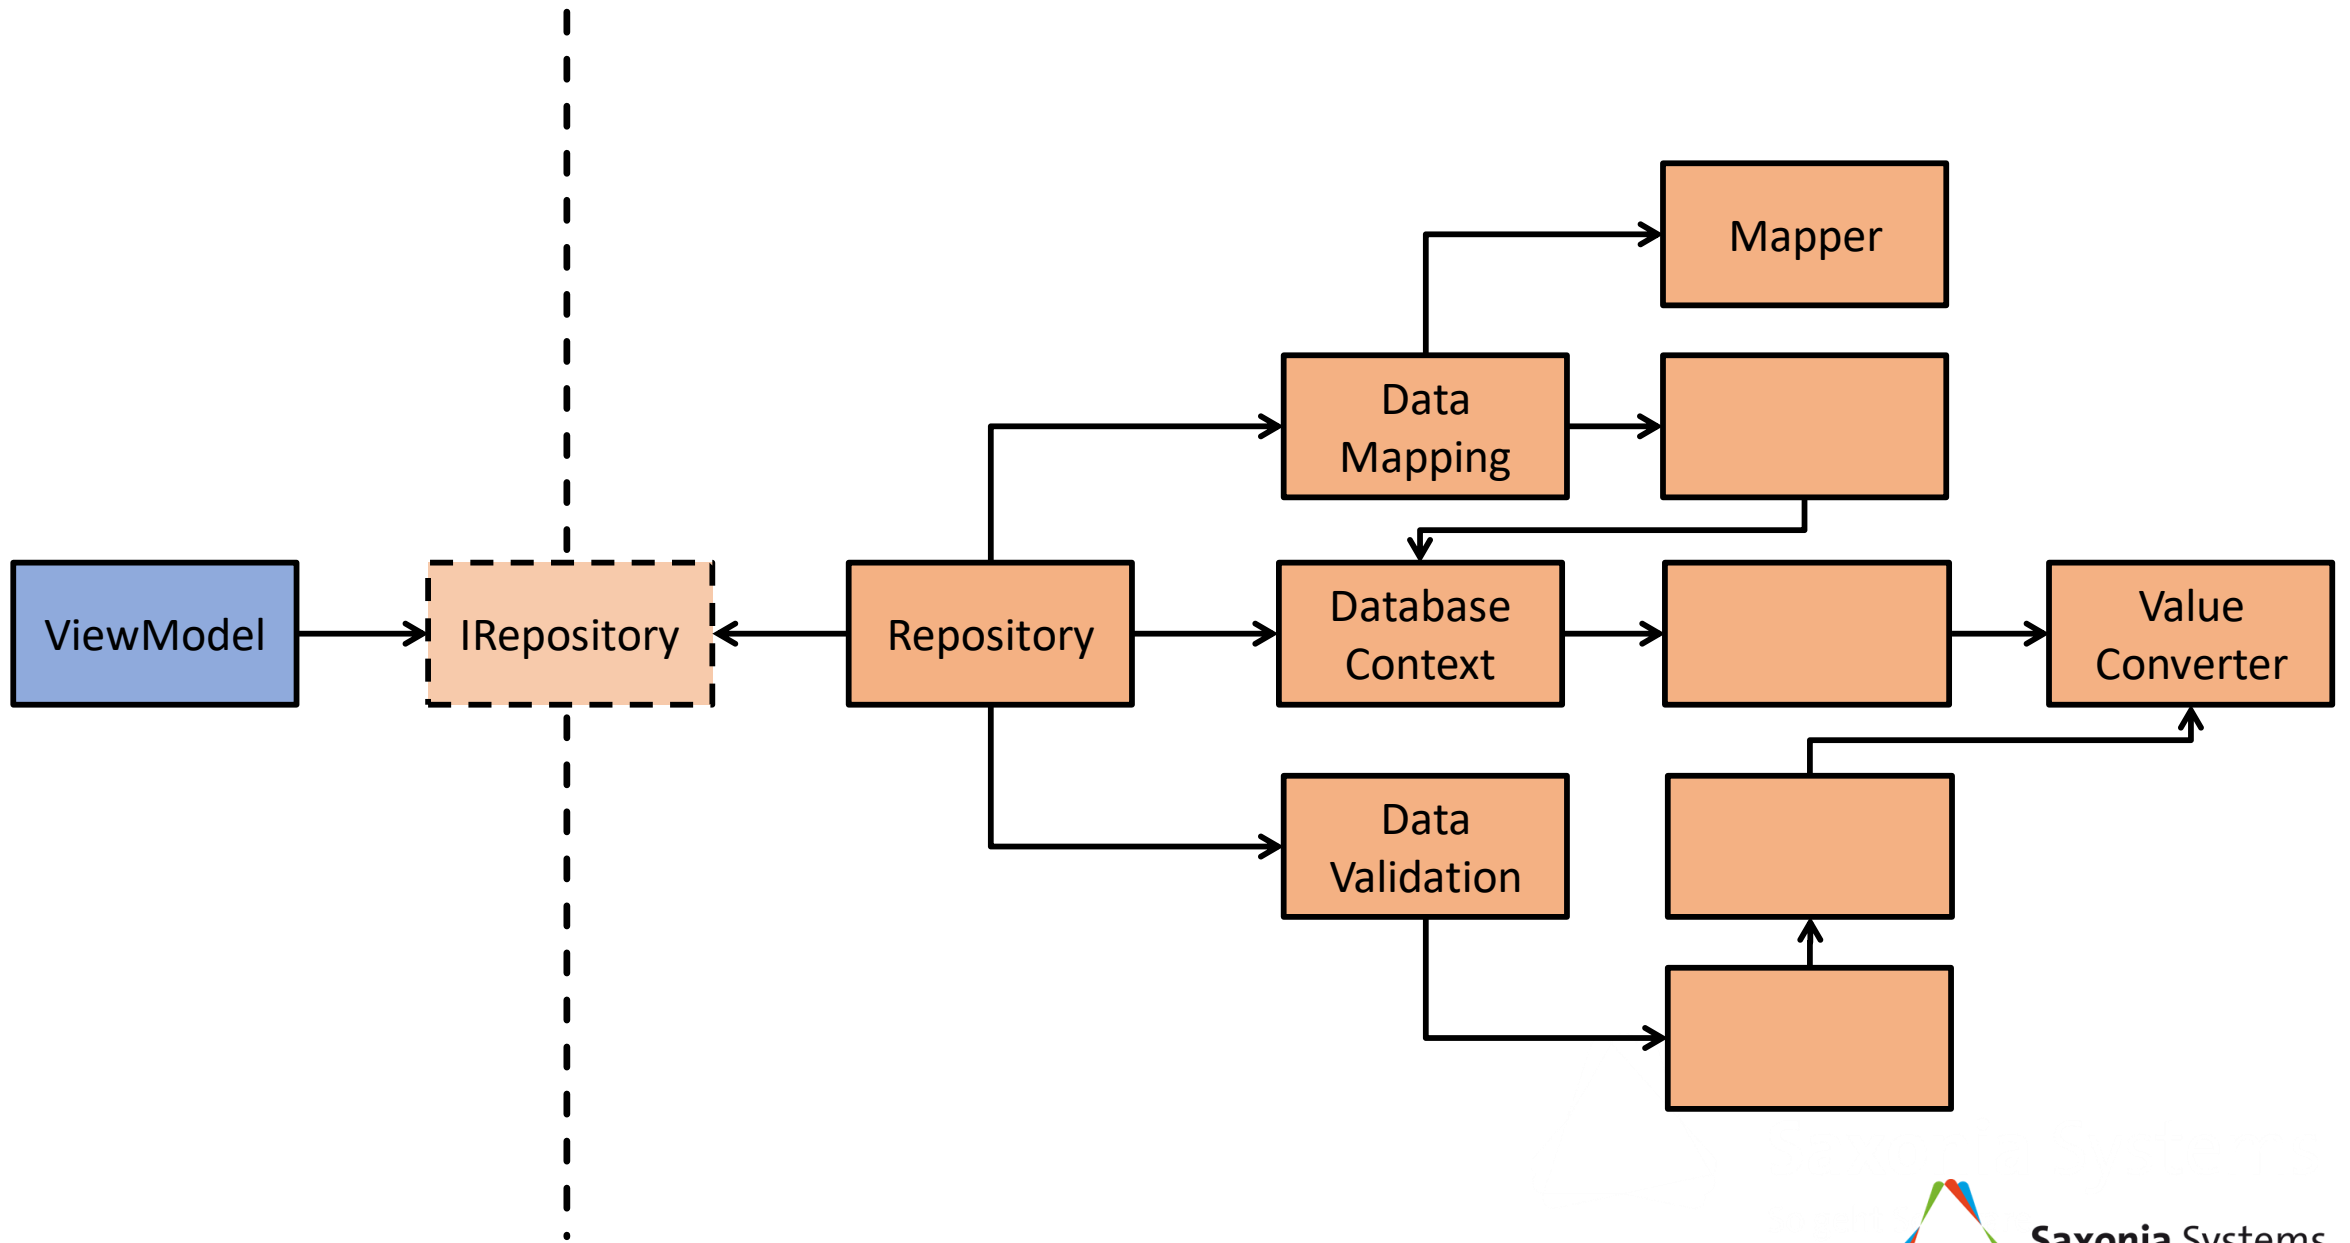 Mapper
Data
Mapping
ViewModel
IRepository
Repository
Database
Context
Value
Converter
Data
Validation
Saxonia Systems